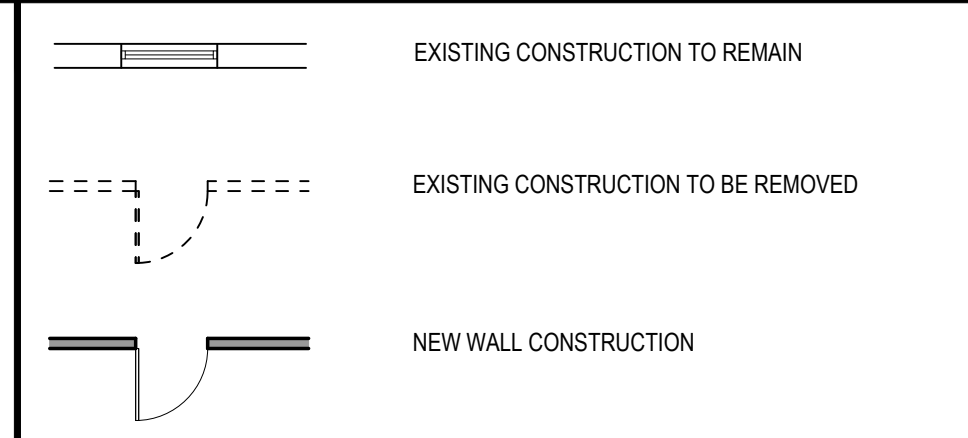 EXISTING CONSTRUCTION TO REMAIN
EXISTING CONSTRUCTION TO BE REMOVED
NEW WALL CONSTRUCTION